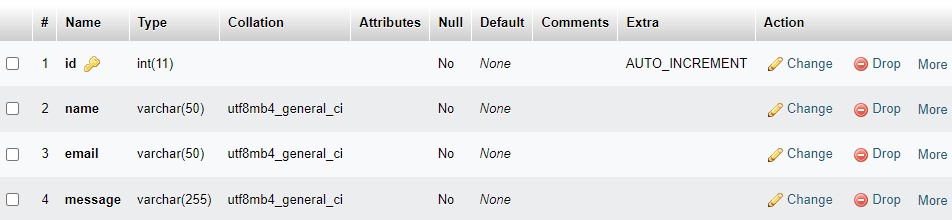 # Name Type Collation Attributes Null Default Comments Extra Action
1 id int(11) No None AUTO_INCREMENT Change Drop More
2 name varchar(50) utf8mb4_general_ci No None Change Drop More
3 email varchar(50) utf8mb4_general_ci No None Change Drop More
4 message varchar(255) utf8mb4_general_ci No None Change Drop More